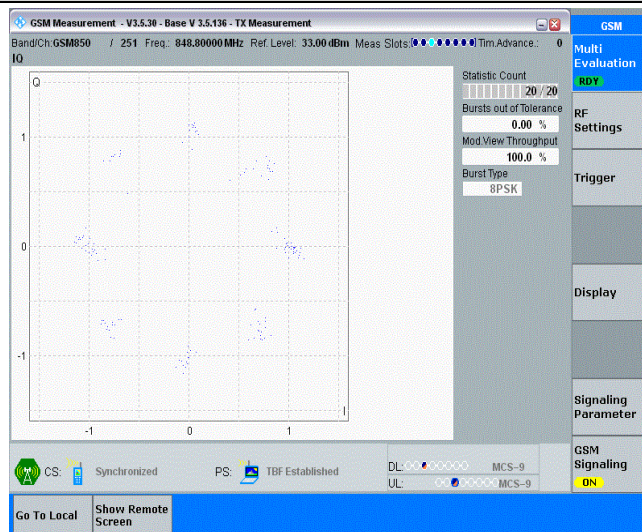 GSM Measurement - V3.5.30 - Base V 3.5.136 - TX Measurement
GSM
Band/Ch:GSM850 / 251 Freq.: 848.80000 MHz Ref. Level: 33.00 dBm Meas Slots: Tim.Advance.: 0
IQ
Multi
Evaluation
RDY
Q
Statistic Count
20 / 20
Bursts out of Tolerance
0.00 %
Mod.View Throughput
100.0 %
Burst Type
8PSK
RF
Settings
Trigger
Display
Signaling
Parameter
GSM
Signaling
ON
1
0
-1
I
-1 0 1
CS: Synchronized PS: TBF Established
DL: MCS-9
UL: MCS-9
Go To Local
Show Remote
Screen